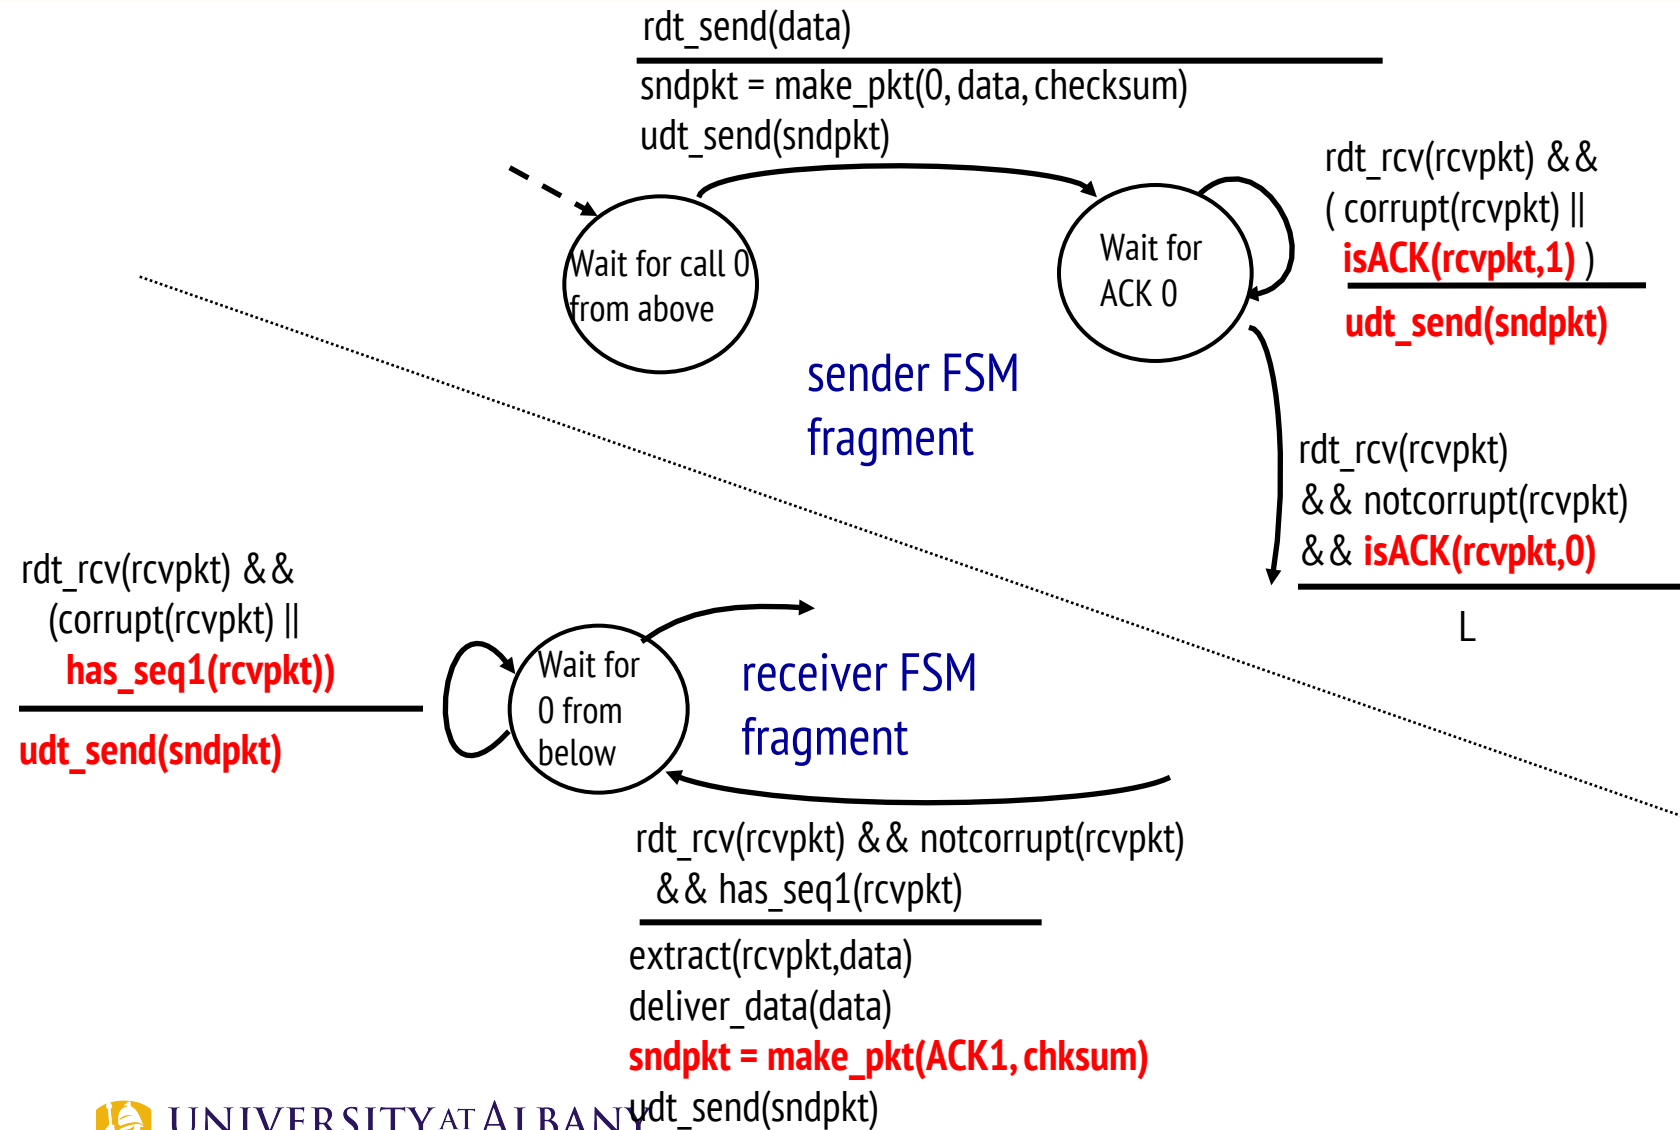 rdt_send(data)
sndpkt = make_pkt(0, data, checksum)
udt_send(sndpkt)
rdt_rcv(rcvpkt) &&
( corrupt(rcvpkt) ||
isACK(rcvpkt,1) )
udt_send(sndpkt)
Wait for call 0
from above
Wait for
ACK 0
sender FSM
fragment
rdt_rcv(rcvpkt)
&& notcorrupt(rcvpkt)
&& isACK(rcvpkt,0)
L
rdt_rcv(rcvpkt) &&
(corrupt(rcvpkt) ||
has_seq1(rcvpkt))
udt_send(sndpkt)
Wait for
0 from
below
receiver FSM
fragment
rdt_rcv(rcvpkt) && notcorrupt(rcvpkt)
&& has_seq1(rcvpkt)
extract(rcvpkt,data)
deliver_data(data)
sndpkt = make_pkt(ACK1, chksum)
udt_send(sndpkt)
UNIVERSITY AT ALBANY